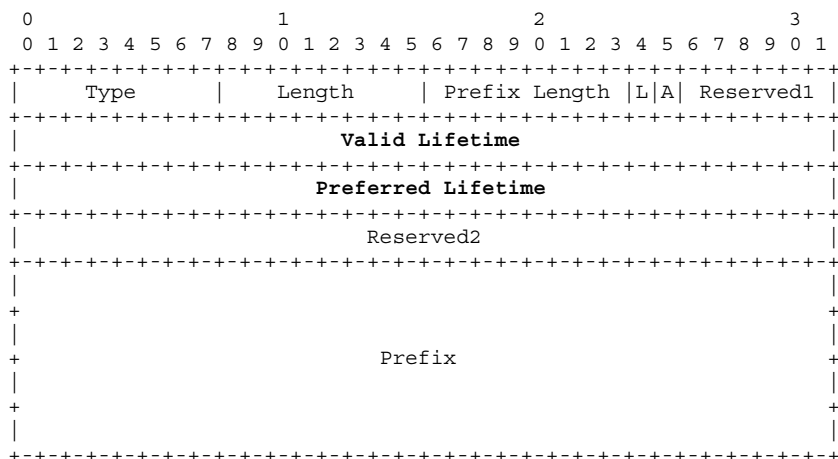 0                   1                   2                   3
0 1 2 3 4 5 6 7 8 9 0 1 2 3 4 5 6 7 8 9 0 1 2 3 4 5 6 7 8 9 0 1
+-+-+-+-+-+-+-+-+-+-+-+-+-+-+-+-+-+-+-+-+-+-+-+-+-+-+-+-+-+-+-+-+
|     Type      |    Length     | Prefix Length |L|A| Reserved1 |
+-+-+-+-+-+-+-+-+-+-+-+-+-+-+-+-+-+-+-+-+-+-+-+-+-+-+-+-+-+-+-+-+
|                         Valid Lifetime                        |
+-+-+-+-+-+-+-+-+-+-+-+-+-+-+-+-+-+-+-+-+-+-+-+-+-+-+-+-+-+-+-+-+
|                       Preferred Lifetime                      |
+-+-+-+-+-+-+-+-+-+-+-+-+-+-+-+-+-+-+-+-+-+-+-+-+-+-+-+-+-+-+-+-+
|                           Reserved2                           |
+-+-+-+-+-+-+-+-+-+-+-+-+-+-+-+-+-+-+-+-+-+-+-+-+-+-+-+-+-+-+-+-+
|                                                               |
+                                                               +
|                                                               |
+                            Prefix                             +
|                                                               |
+                                                               +
|                                                               |
+-+-+-+-+-+-+-+-+-+-+-+-+-+-+-+-+-+-+-+-+-+-+-+-+-+-+-+-+-+-+-+-+